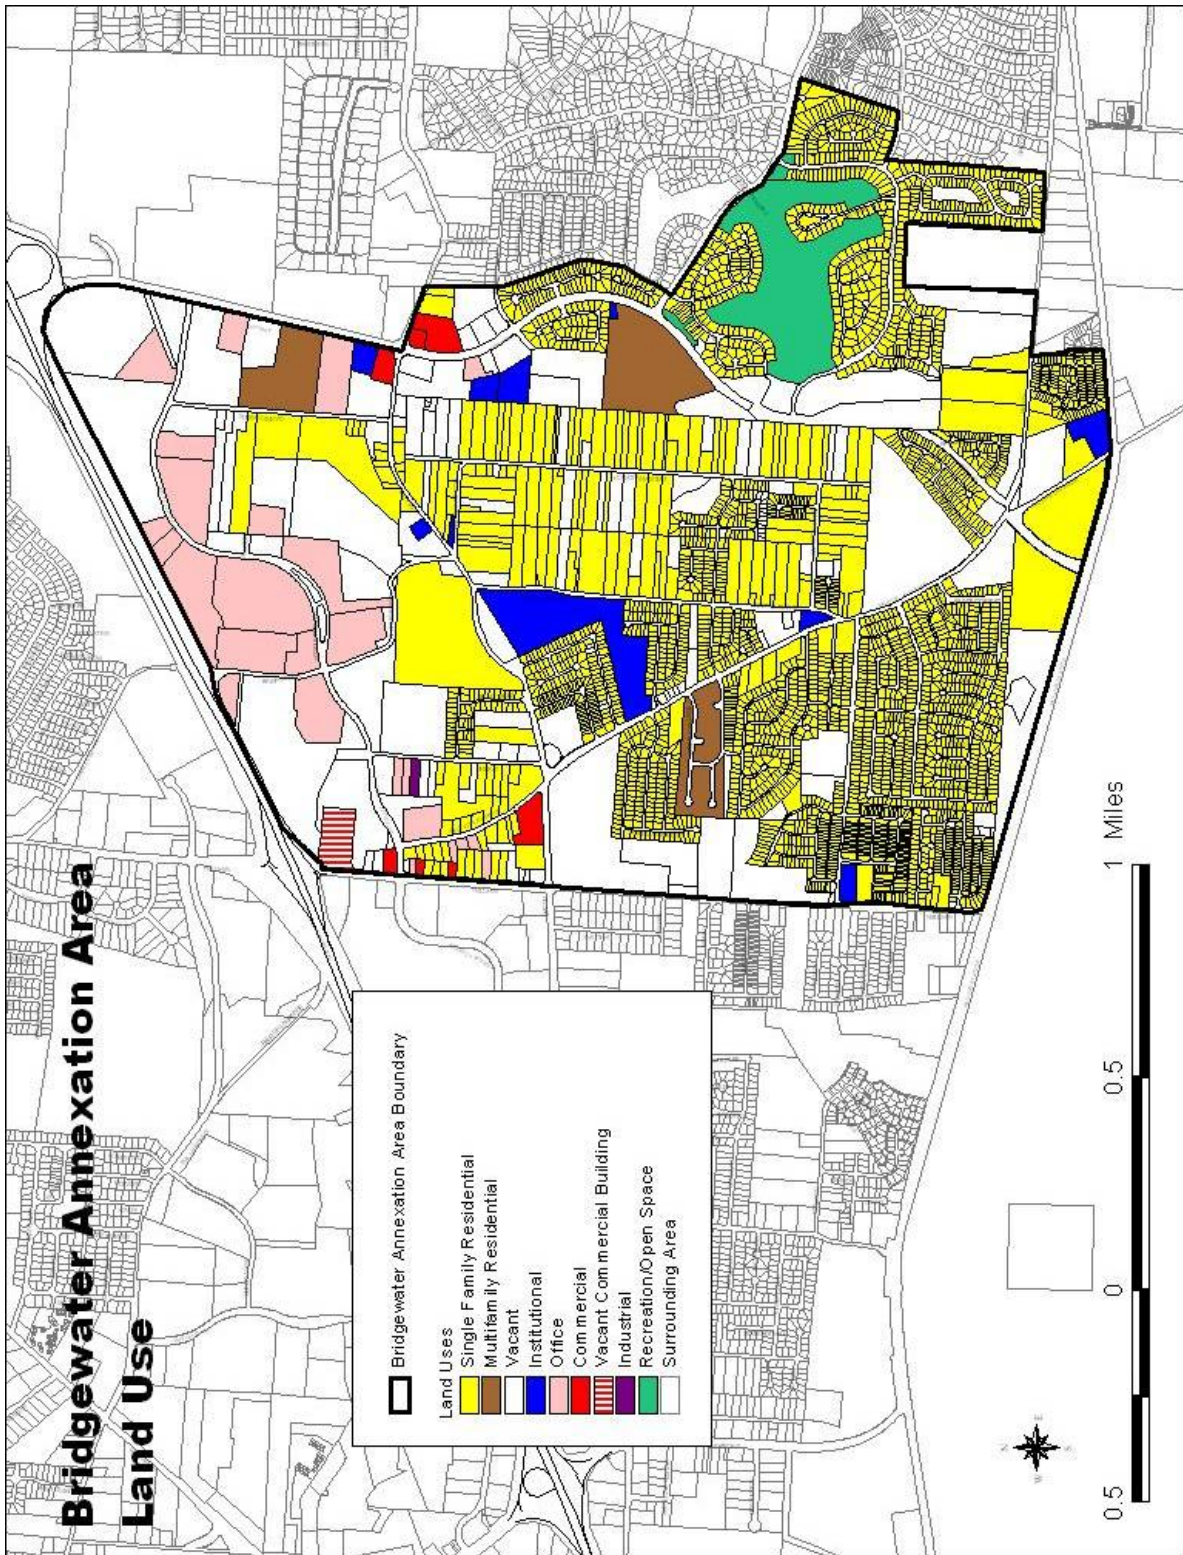 Bridgewater Annexation Area
Land Use
Bridgewater Annexation Area Boundary
Land Uses
Single Family Residential
Multifamily Residential
Vacant
Institutional
Office
Commercial
Vacant Commercial Building
Industrial
Recreation/Open Space
Surrounding Area
N
W
E
S
0.5
0
0.5
1 Miles